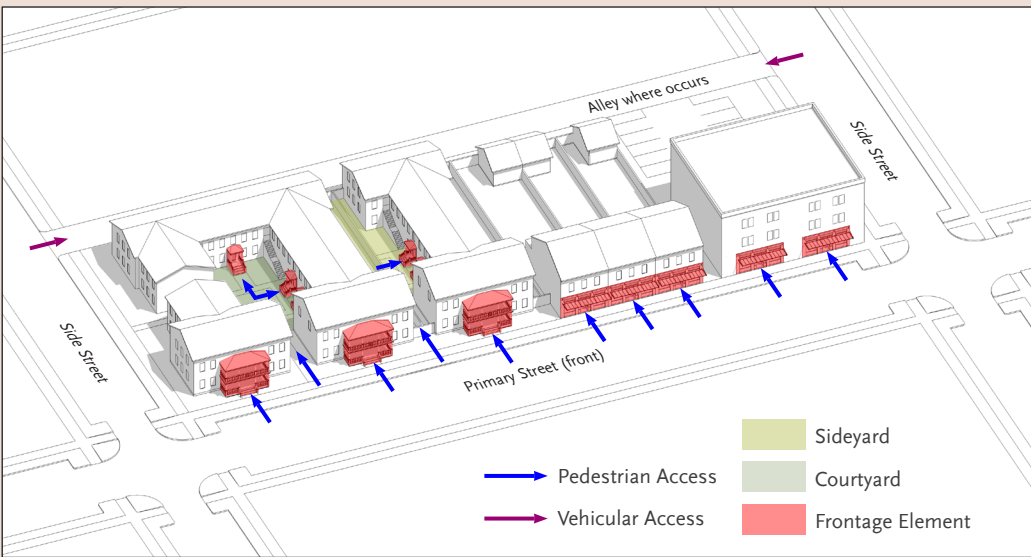 Alley where occurs
Side Street
Side Street
Primary Street (front)
Sideyard
Pedestrian Access
Courtyard
Vehicular Access
Frontage Element